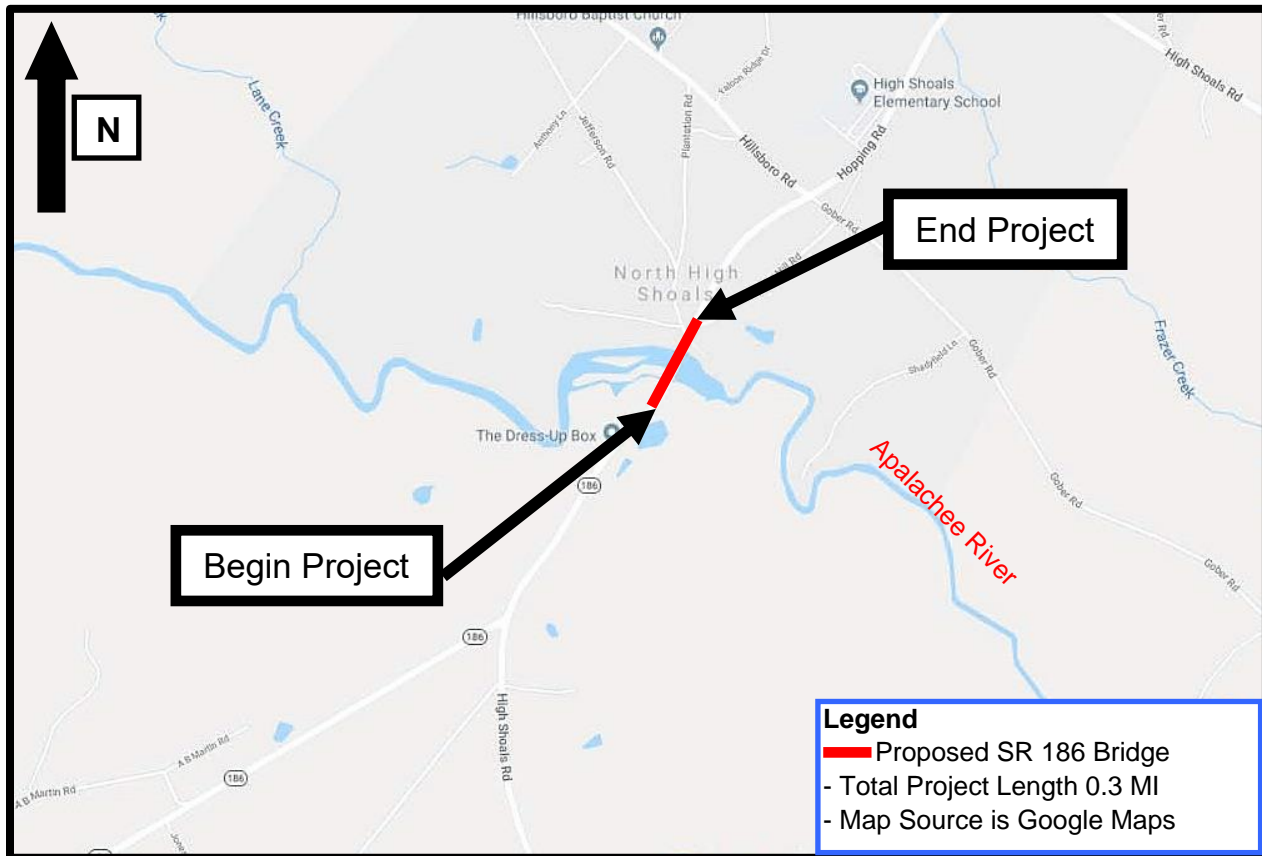 Hillsboro Baptist Church
High Shoals Rd
N
Lane Creek
Anthony Ln
Jefferson Rd
Plantation Rd
Yaloon Ridge Dr
High Shoals
Elementary School
Hillsboro Rd
Hopping Rd
Gober Rd
End Project
North High
Shoals
Rd
Shadyfield Ln
Gober Rd
Frazer Creek
The Dress-Up Box
186
Apalachee River
Gober Rd
Begin Project
Gober Rd
186
High Shoals Rd
A B Martin Rd
186
A B Martin Rd
Legend
Proposed SR 186 Bridge
- Total Project Length 0.3 MI
- Map Source is Google Maps